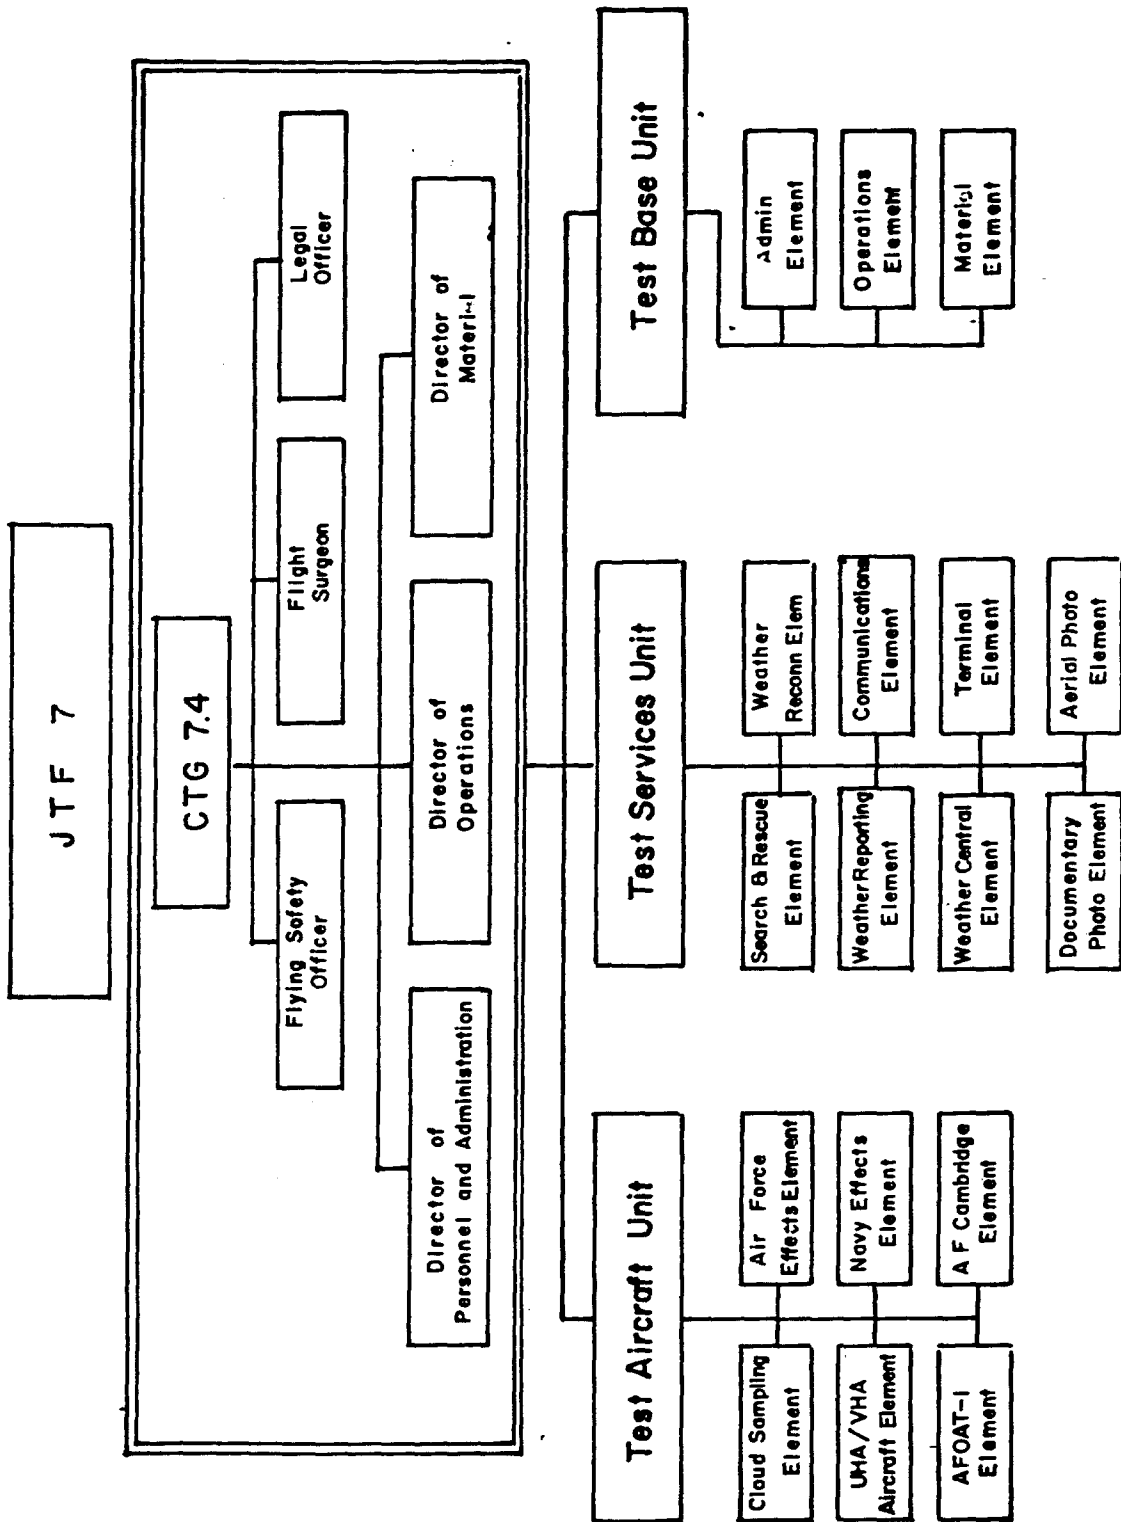 JTF 7
CTG 7.4
Flying Safety
Officer
Flight
Surgeon
Legal
Officer
Director of
Personnel and Administration
Director of
Operations
Director of
Materiel
Test Aircraft Unit
Test Services Unit
Test Base Unit
Cloud Sampling
Element
Air Force
Effects Element
UHA/VHA
Aircraft Element
Navy Effects
Element
AFOAT-1
Element
AF Cambridge
Element
Search & Rescue
Element
Weather
Reconn Elem
Weather Reporting
Element
Communications
Element
Weather Central
Element
Terminal
Element
Documentary
Photo Element
Aerial Photo
Element
Admin
Element
Operations
Element
Materiel
Element